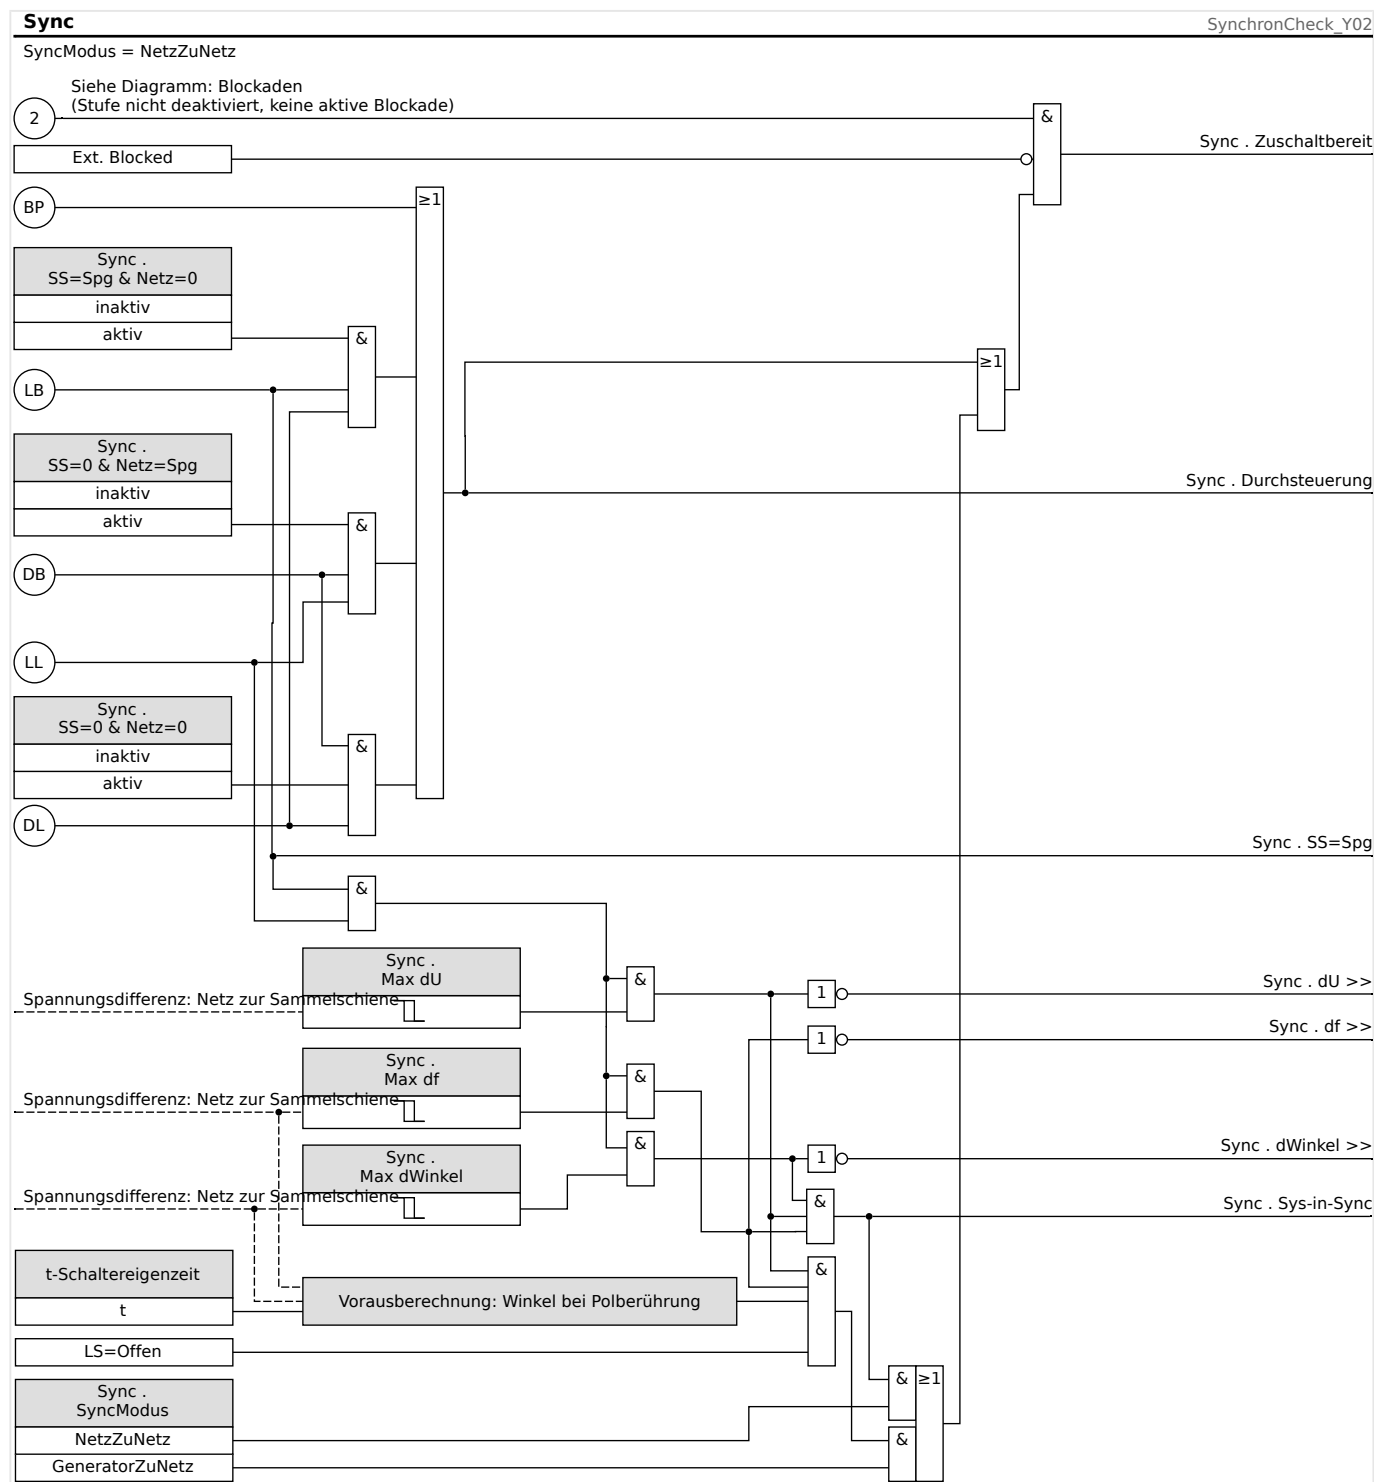 Sync
SynchronCheck_Y02
SyncModus = NetzZuNetz
Siehe Diagramm: Blockaden
(Stufe nicht deaktiviert, keine aktive Blockade)
2
&
Sync . Zuschaltbereit
Ext. Blocked
BP
≥1
Sync .
SS=Spg & Netz=0
inaktiv
aktiv
&
≥1
LB
Sync .
SS=0 & Netz=Spg
inaktiv
aktiv
&
Sync . Durchsteuerung
DB
LL
Sync .
SS=0 & Netz=0
inaktiv
aktiv
&
DL
Sync . SS=Spg
&
Sync .
Max dU
Spannungsdifferenz: Netz zur Sammelschiene
&
1
Sync . dU >>
1
Sync . df >>
Sync .
Max df
Spannungsdifferenz: Netz zur Sammelschiene
&
Sync .
Max dWinkel
Spannungsdifferenz: Netz zur Sammelschiene
&
1
Sync . dWinkel >>
&
Sync . Sys-in-Sync
t-Schaltereigenzeit
t
Vorausberechnung: Winkel bei Polberührung
&
LS=Offen
Sync .
SyncModus
NetzZuNetz
GeneratorZuNetz
&
≥1
&